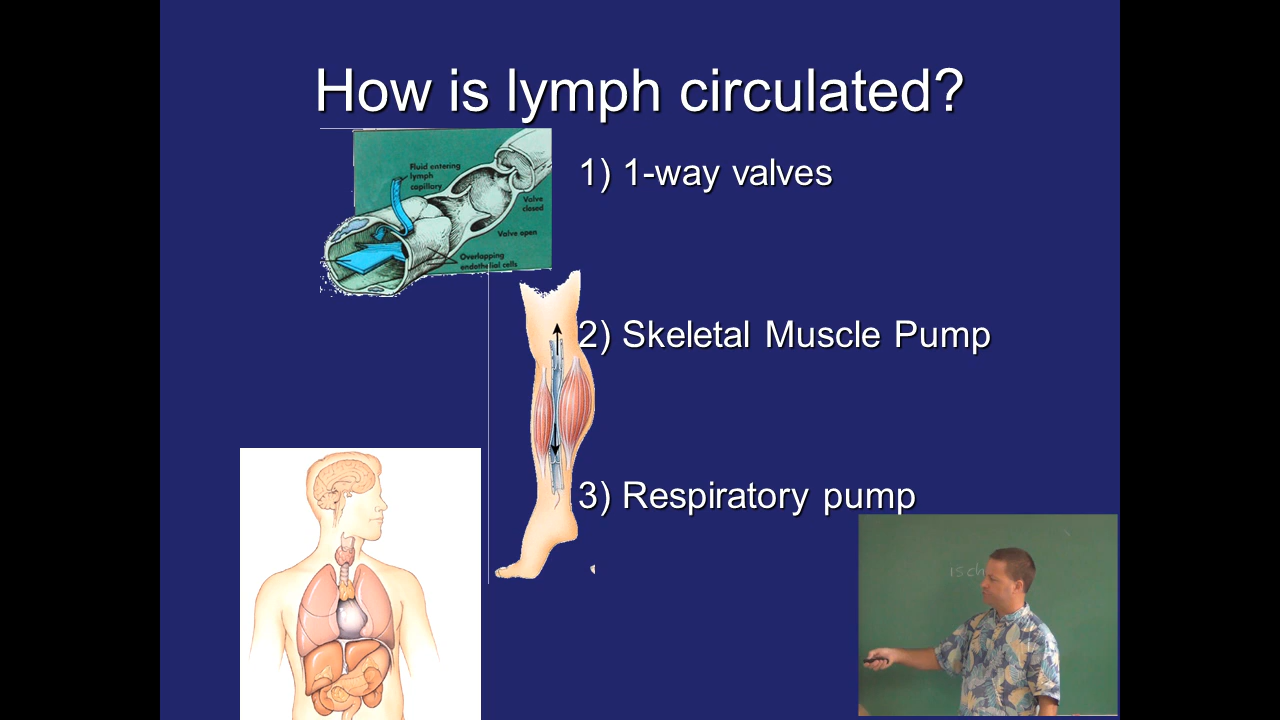 How is lymph circulated?
Fluid entering
lymph
capillary
Valve
closed
Valve open
Overlapping
endothelial cells
1) 1-way valves
2) Skeletal Muscle Pump
3) Respiratory pump